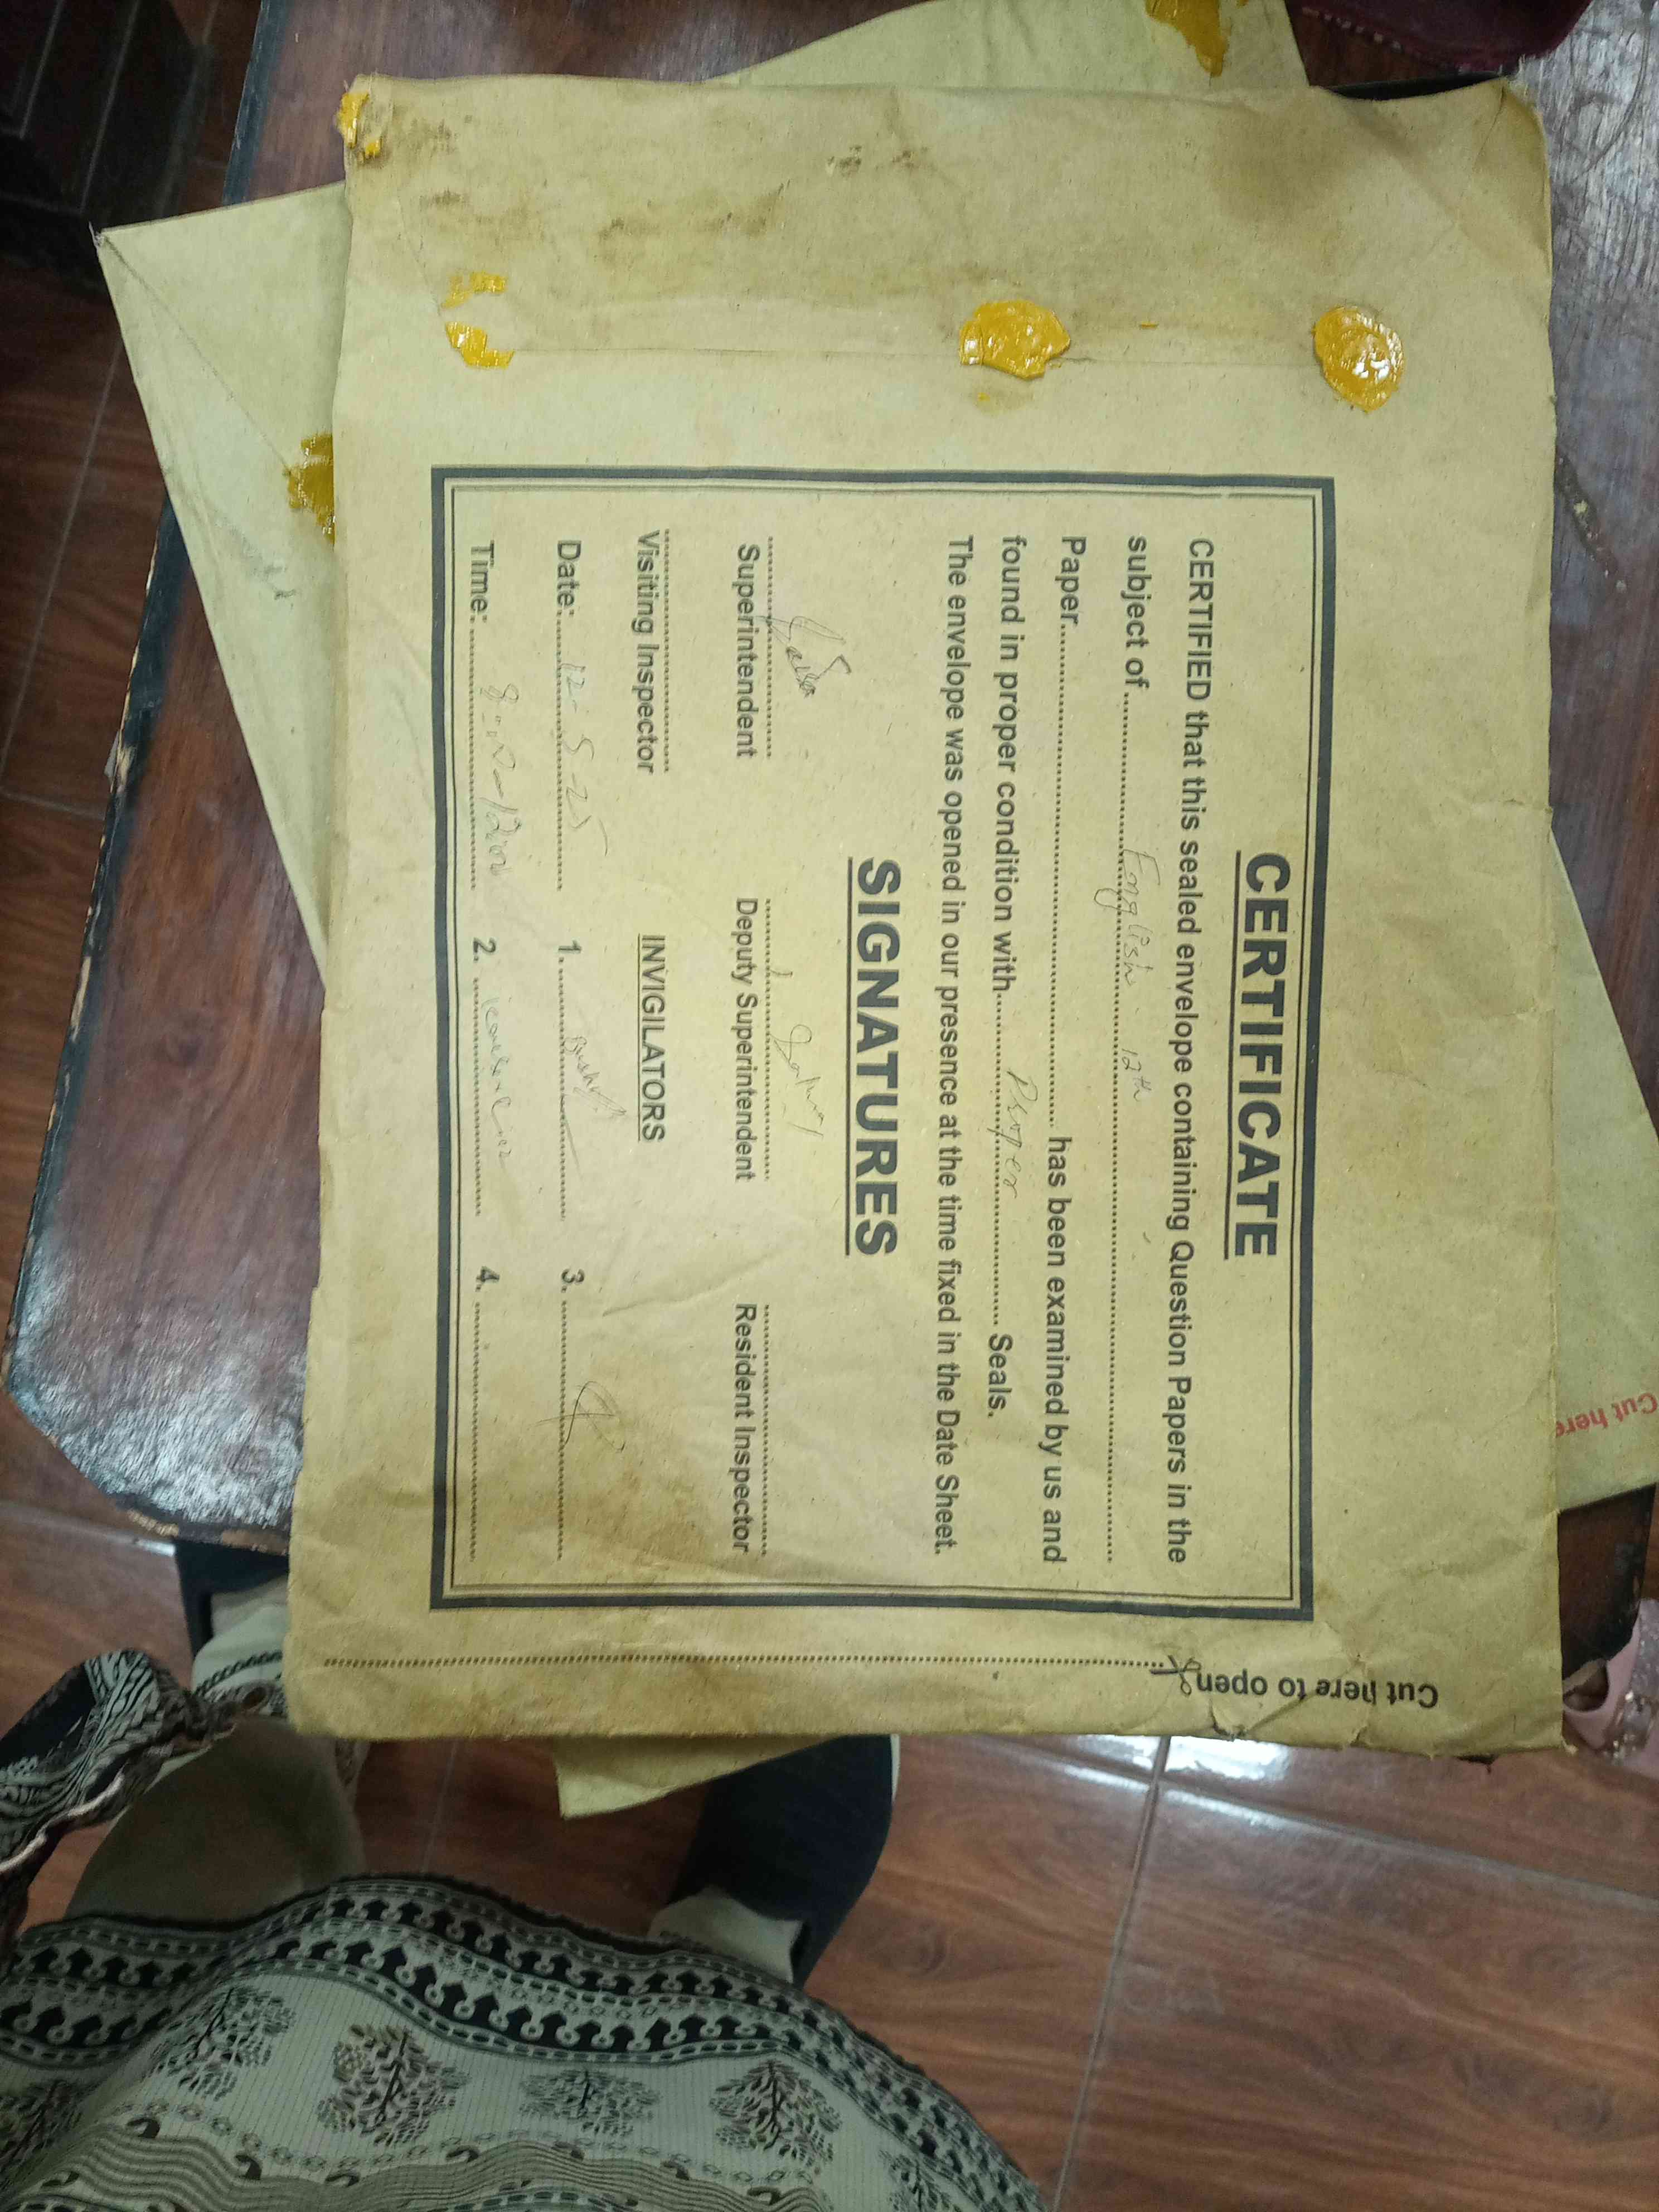 CERTIFICATE
CERTIFIED that this sealed envelope containing Question Papers in the
subject of............English - 12th............
Paper............has been examined by us and
found in proper condition with............Proper............Seals.
The envelope was opened in our presence at the time fixed in the Date Sheet.
SIGNATURES
Superintendent Deputy Superintendent Resident Inspector
Visiting Inspector INVIGILATORS
Date:............12-5-25 1............ 3............
Time:............ 2............ 4............
Cut here to open
Cut here